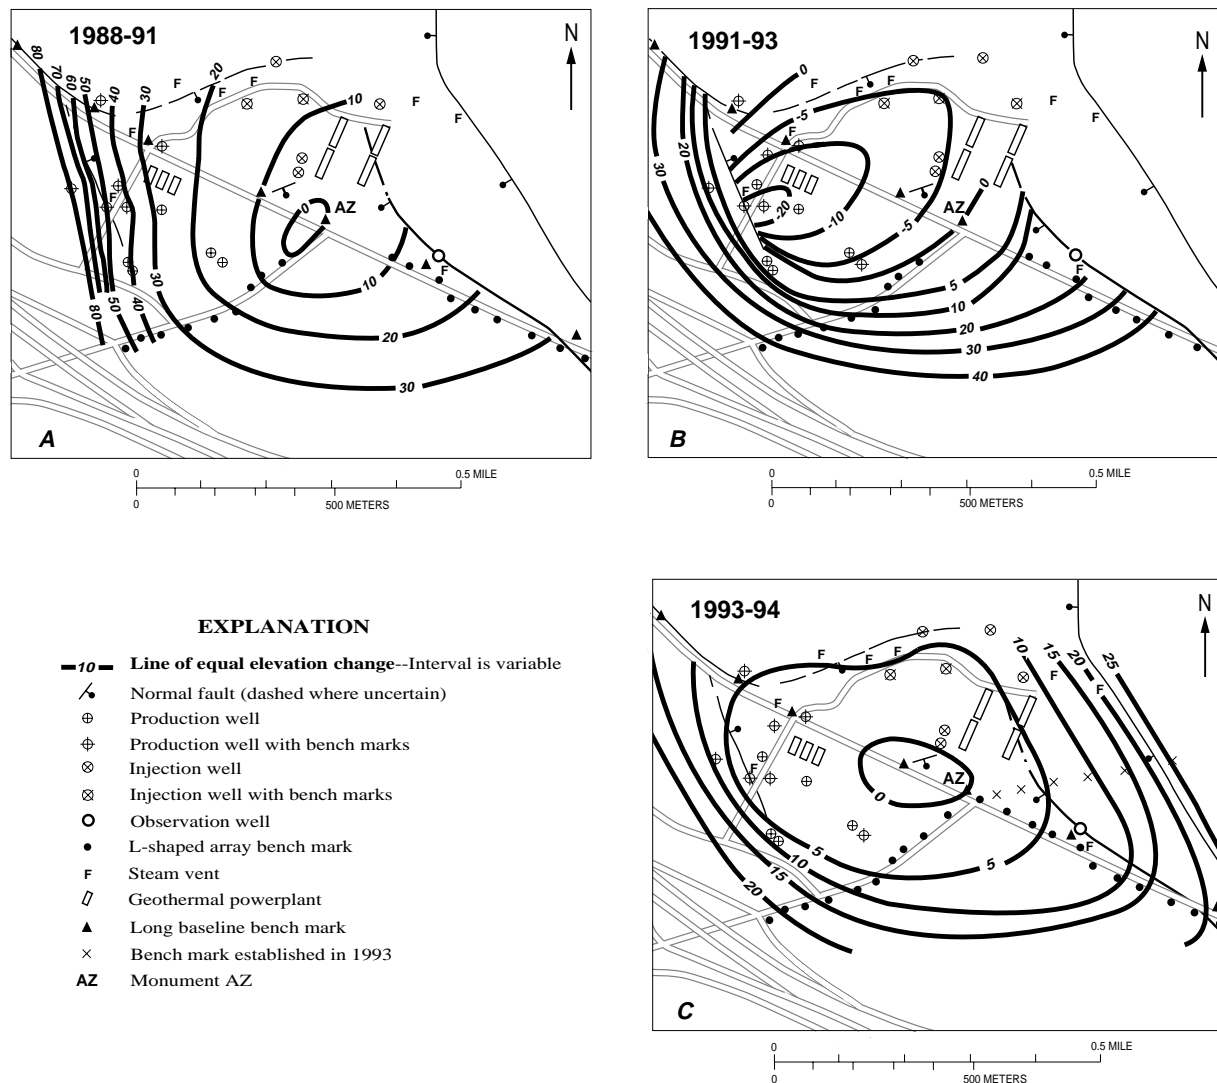 1988-91
N
80
70
60
50
40
30
20
10
0
AZ
F
F
F
F
F
F
F
F
30
10
20
30
80
50
40
A
0
0.5 MILE
0
500 METERS
1991-93
N
0
-5
30
20
-20
-10
-5
0
AZ
F
F
F
F
F
F
F
F
5
10
20
30
40
B
0
0.5 MILE
0
500 METERS
EXPLANATION
10 Line of equal elevation change--Interval is variable
Normal fault (dashed where uncertain)
Production well
Production well with bench marks
Injection well
Injection well with bench marks
Observation well
L-shaped array bench mark
F Steam vent
Geothermal powerplant
Long baseline bench mark
Bench mark established in 1993
AZ Monument AZ
1993-94
N
10
15
20
25
F
F
F
F
F
F
F
F
AZ
0
5
10
15
20
5
C
0
0.5 MILE
0
500 METERS